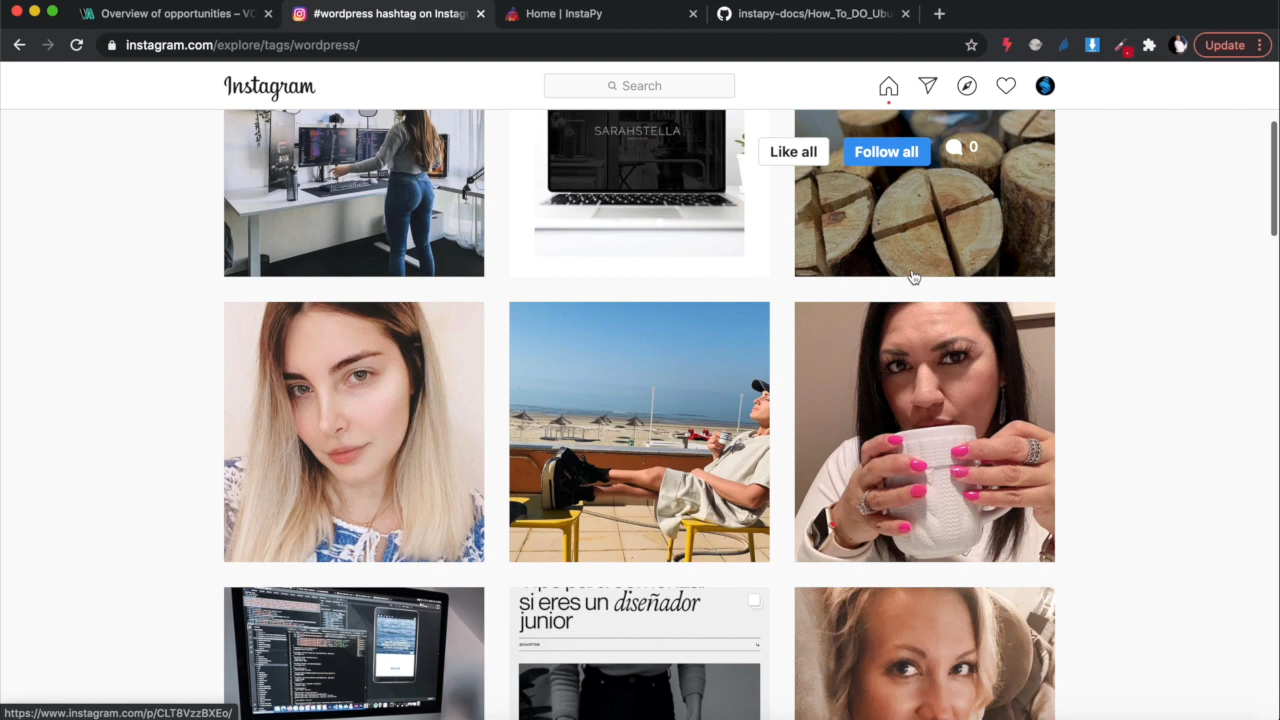 Overview of opportunities – VC
#wordpress hashtag on Instag
Home | InstaPy
instapy-docs/How_To_DO_Ubu
instagram.com/explore/tags/wordpress/
Update
Instagram
Search
SARAHSTELLA
Like all
Follow all
0
si eres un diseñador
junior
https://www.instagram.com/p/CLT8VzzBXEo/